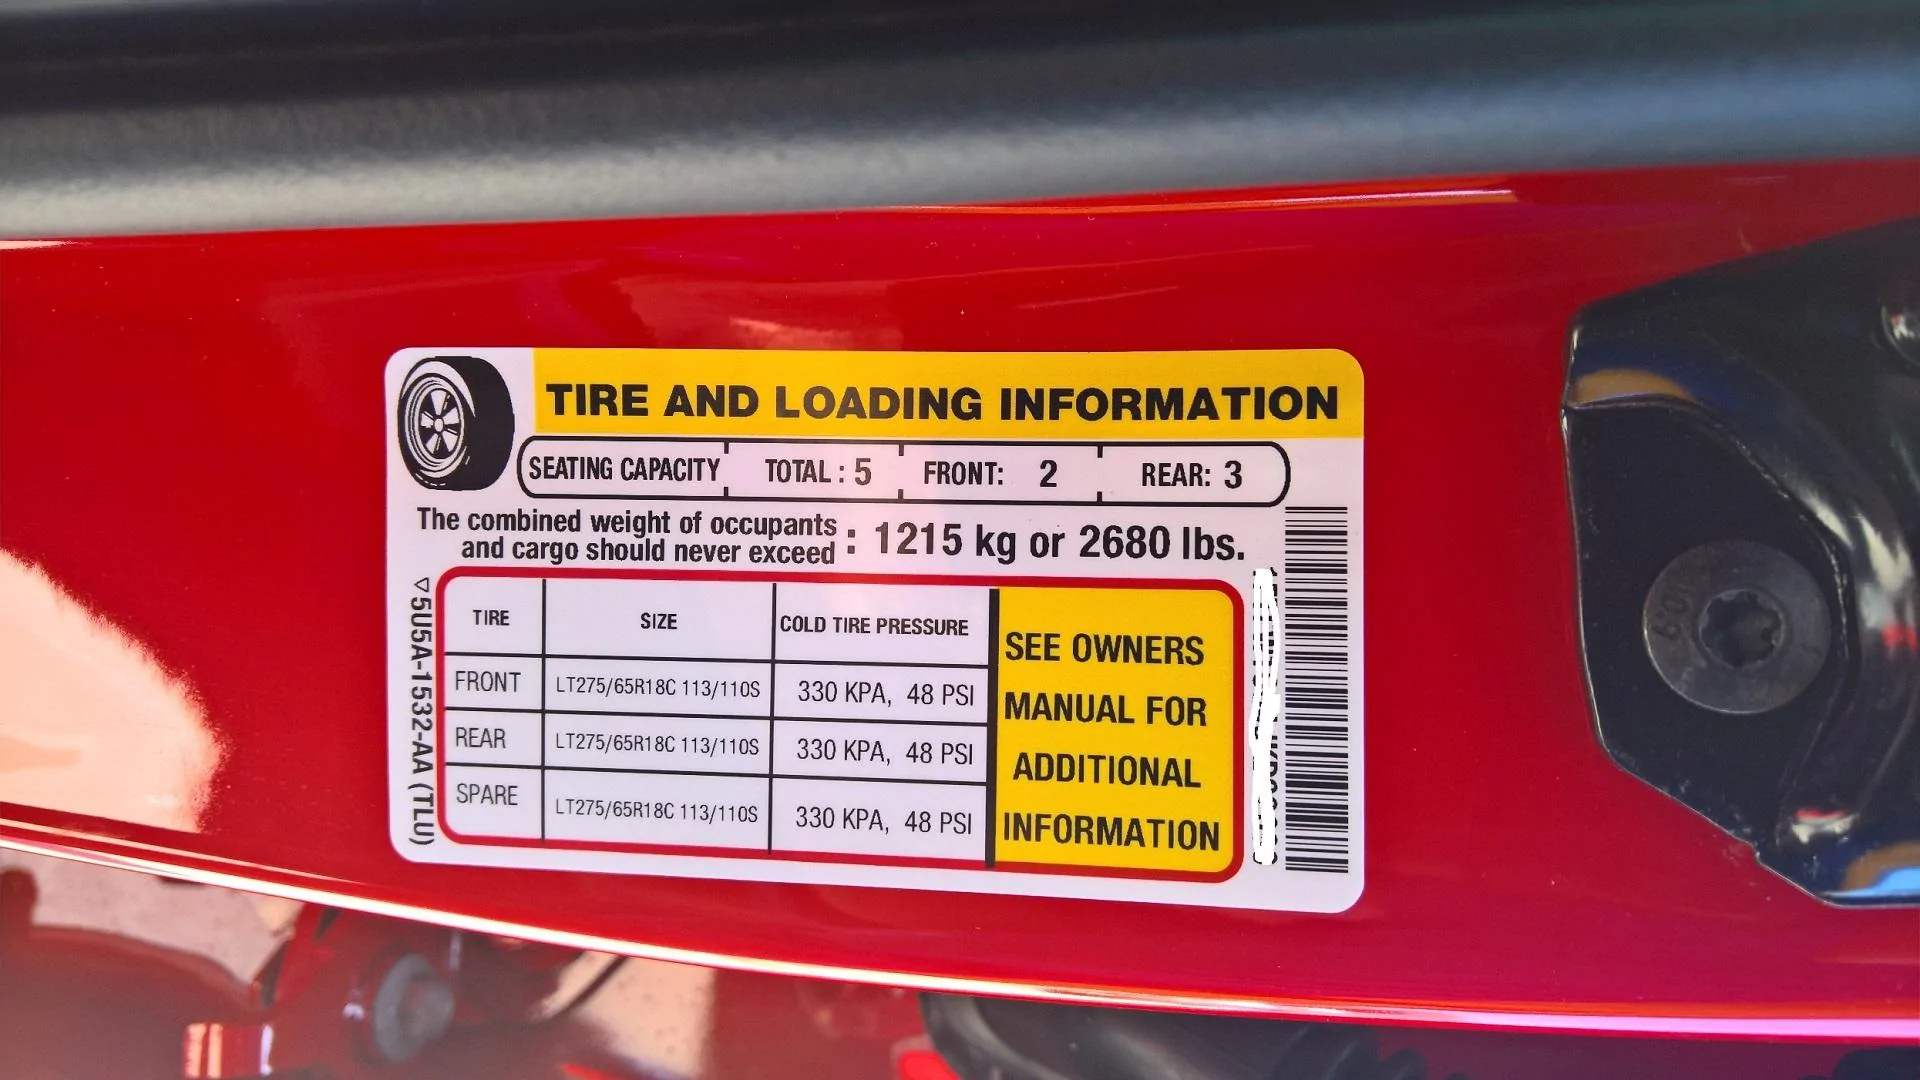 TIRE AND LOADING INFORMATION
SEATING CAPACITY TOTAL : 5 FRONT: 2 REAR: 3
The combined weight of occupants
and cargo should never exceed : 1215 kg or 2680 lbs.
TIRE SIZE COLD TIRE PRESSURE
FRONT LT275/65R18C 113/110S 330 KPA, 48 PSI
REAR LT275/65R18C 113/110S 330 KPA, 48 PSI
SPARE LT275/65R18C 113/110S 330 KPA, 48 PSI
SEE OWNERS
MANUAL FOR
ADDITIONAL
INFORMATION
▽5U5A-1532-AA (TLU)